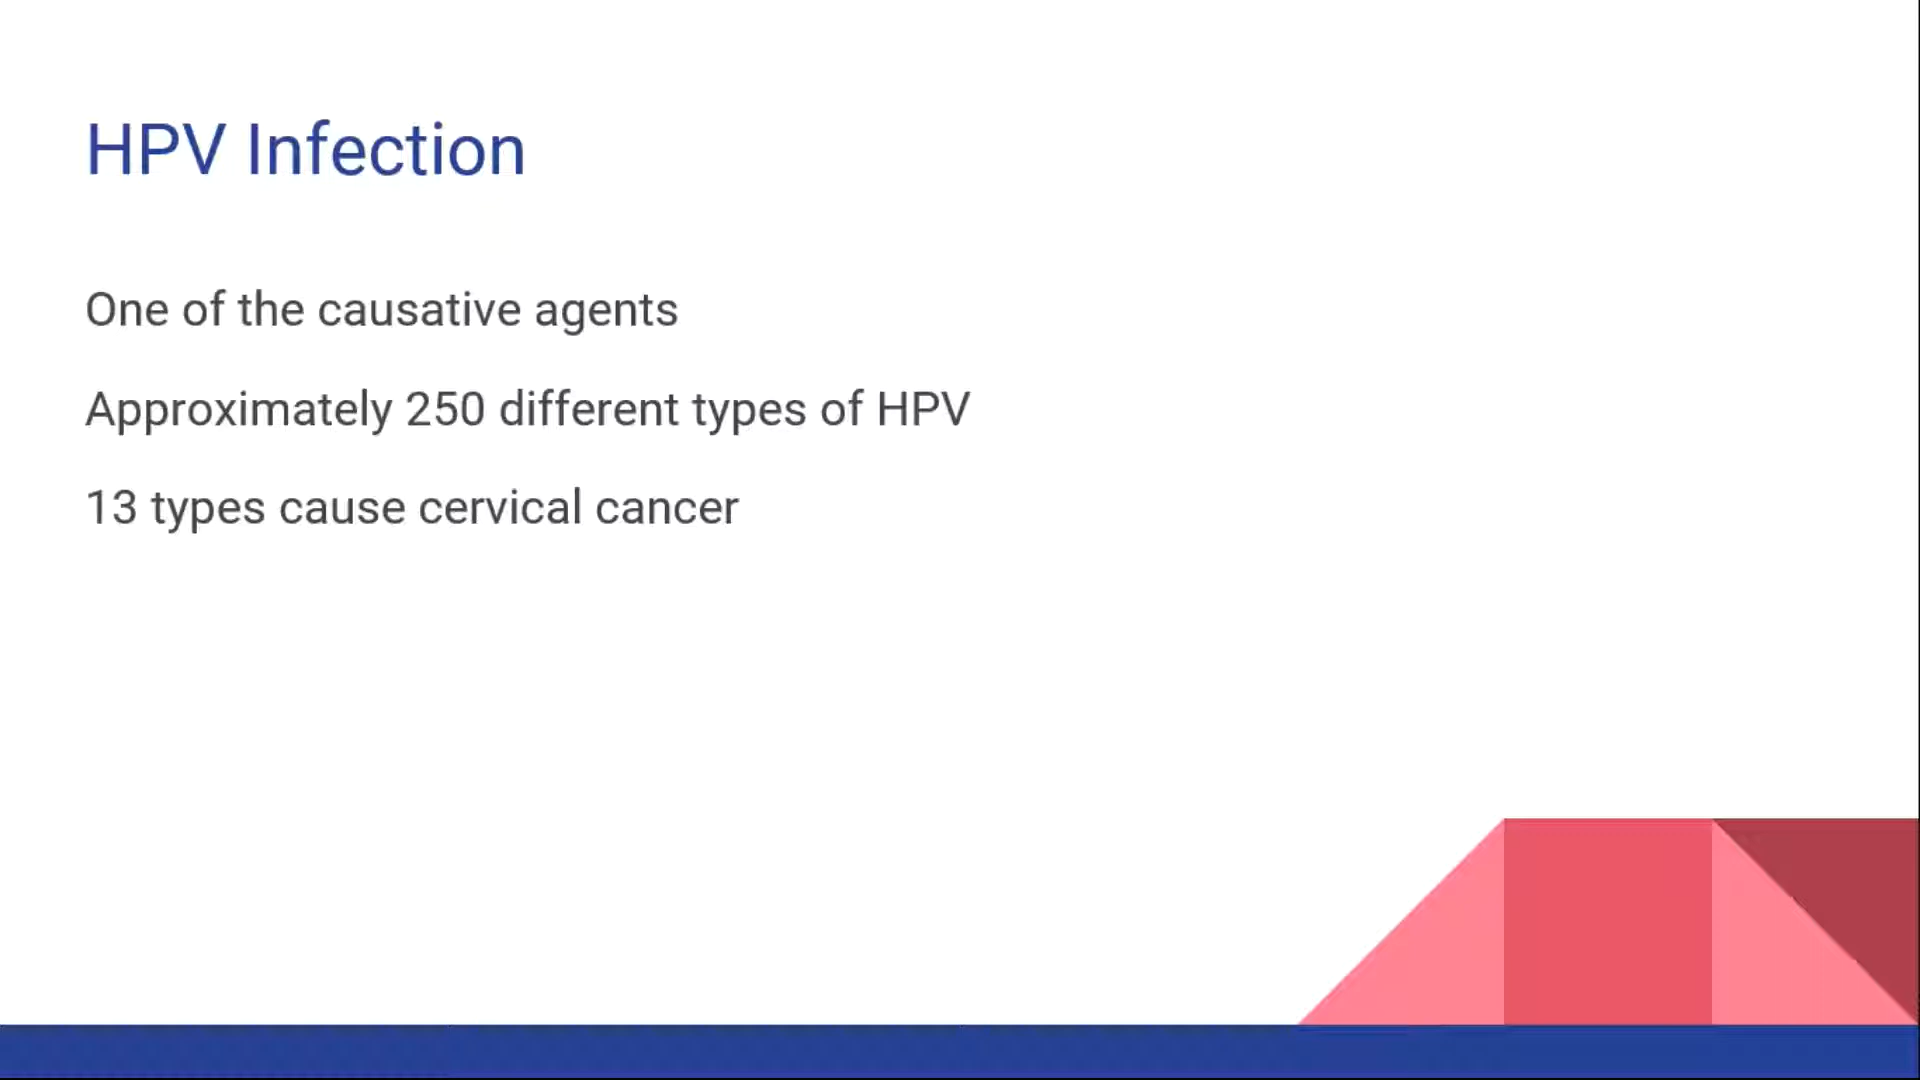 HPV Infection
One of the causative agents
Approximately 250 different types of HPV
13 types cause cervical cancer